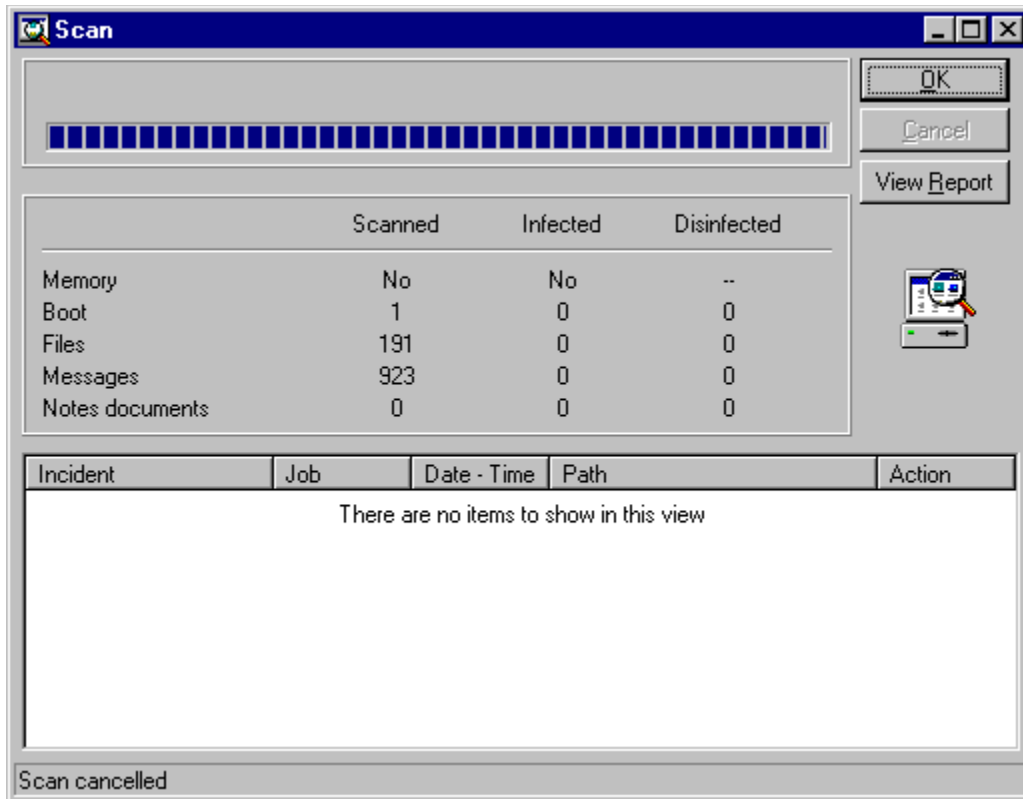 Scan
OK
Cancel
View Report
Scanned Infected Disinfected
Memory No No --
Boot 1 0 0
Files 191 0 0
Messages 923 0 0
Notes documents 0 0 0
Incident Job Date - Time Path Action
There are no items to show in this view
Scan cancelled